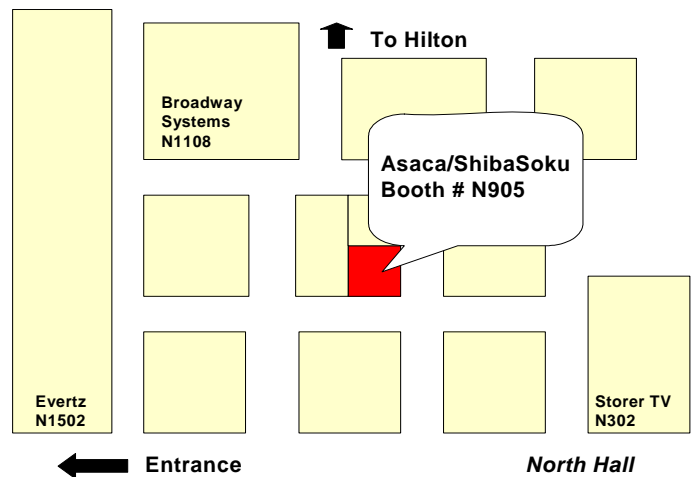 To Hilton
Broadway
Systems
N1108
Asaca/ShibaSoku
Booth # N905
Evertz
N1502
Storer TV
N302
Entrance
North Hall